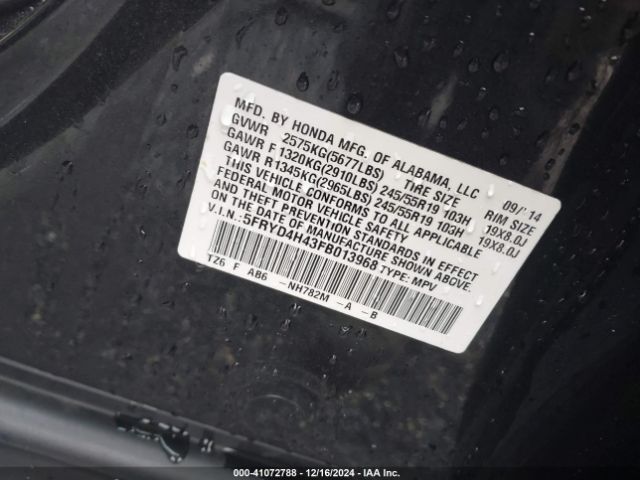 MFD. BY HONDA MFG. OF ALABAMA, LLC 09/'14
GVWR 2575KG(5677LBS) TIRE SIZE RIM SIZE
GAWR F 1320KG(2910LBS) 245/55R19 103H 19X8.0J
GAWR R 1345KG(2965LBS) 245/55R19 103H 19X8.0J
THIS VEHICLE CONFORMS TO ALL APPLICABLE
FEDERAL MOTOR VEHICLE SAFETY
AND THEFT PREVENTION STANDARDS IN EFFECT
ON THE DATE OF MANUFACTURE SHOWN ABOVE.
V.I.N.: 5FRYD4H43FB013968 TYPE: MPV
TZ6 F AB6 -NH782M -A -B
000-41072788 - 12/16/2024 - IAA Inc.